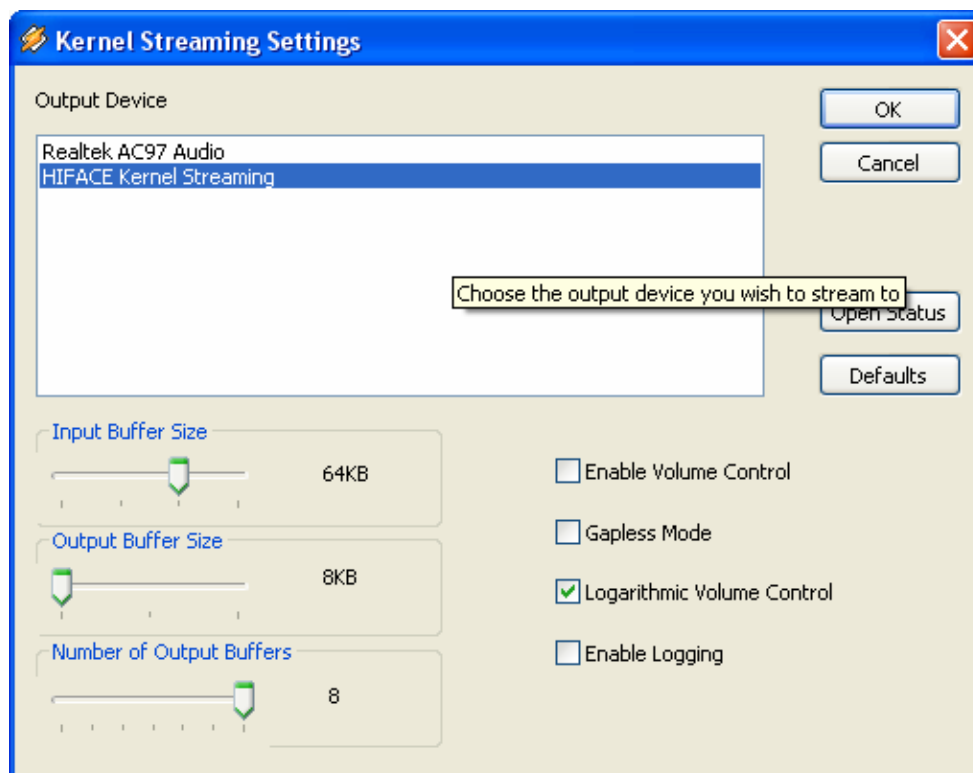 Kernel Streaming Settings
Output Device
Realtek AC97 Audio
HIFACE Kernel Streaming
OK
Cancel
Choose the output device you wish to stream to
Open Status
Defaults
Input Buffer Size
64KB
Output Buffer Size
8KB
Number of Output Buffers
8
Enable Volume Control
Gapless Mode
Logarithmic Volume Control
Enable Logging